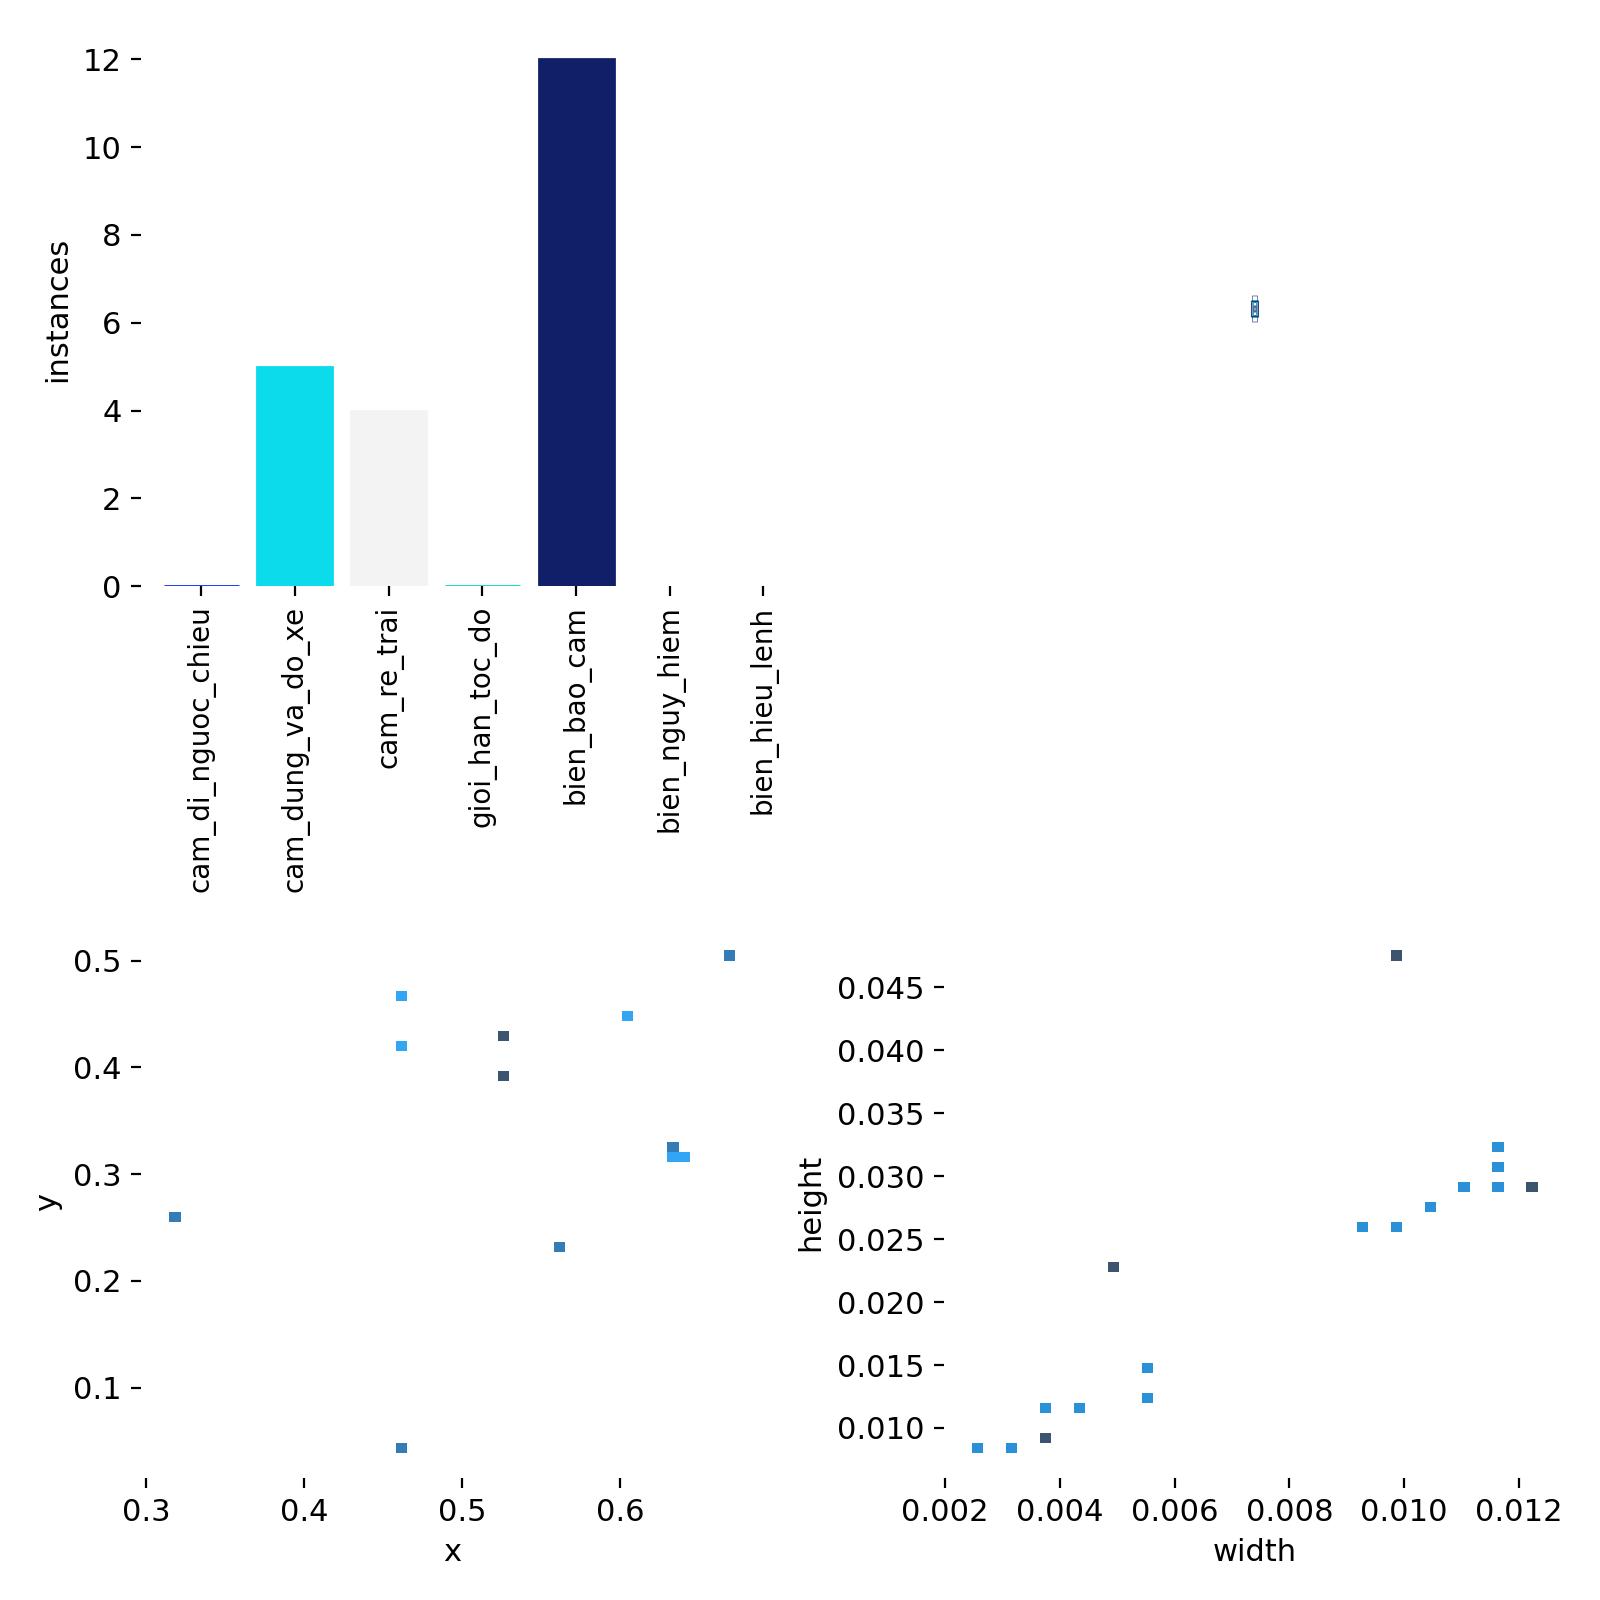 12
10
8
6
4
2
0
instances
cam_di_nguoc_chieu
cam_dung_va_do_xe
cam_re_trai
gioi_han_toc_do
bien_bao_cam
bien_nguy_hiem
bien_hieu_lenh
0.5
0.4
0.3
0.2
0.1
y
0.3 0.4 0.5 0.6
x
0.045
0.040
0.035
0.030
0.025
0.020
0.015
0.010
height
0.002 0.004 0.006 0.008 0.010 0.012
width